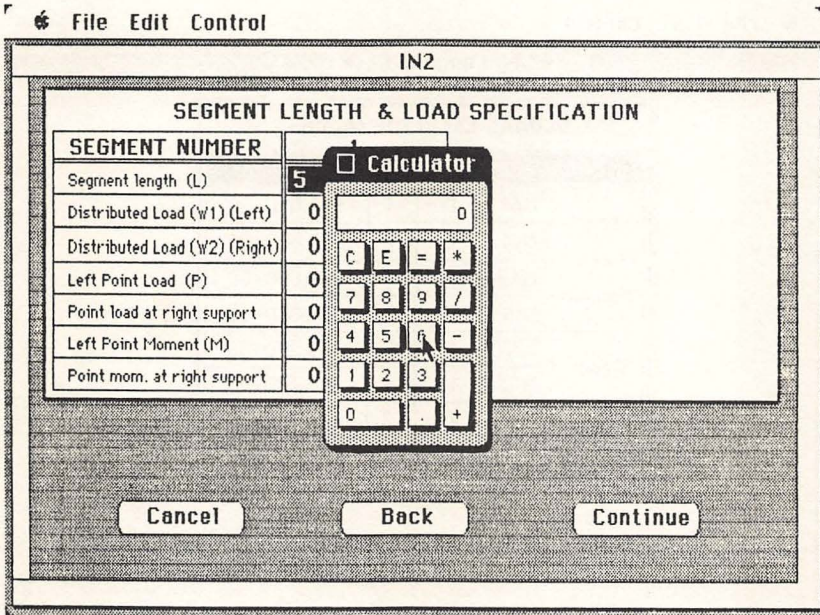 File Edit Control
IN2
SEGMENT LENGTH & LOAD SPECIFICATION
SEGMENT NUMBER
Segment length (L) 5
Distributed Load (W1) (Left) 0
Distributed Load (W2) (Right) 0
Left Point Load (P) 0
Point load at right support 0
Left Point Moment (M) 0
Point mom. at right support 0
Calculator
0
C E = *
7 8 9 /
4 5 6 -
1 2 3
0 . +
Cancel Back Continue